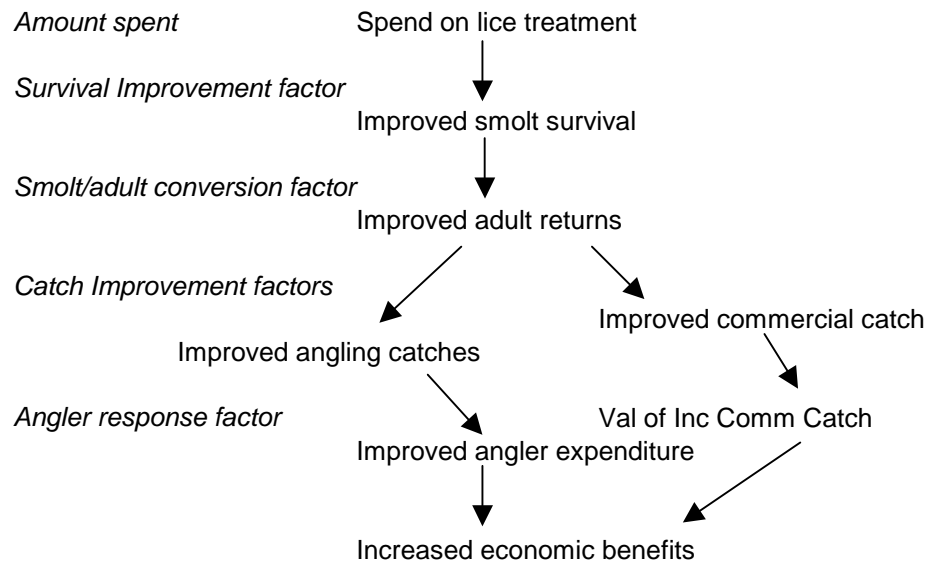 Amount spent Spend on lice treatment
Survival Improvement factor
Improved smolt survival
Smolt/adult conversion factor
Improved adult returns
Catch Improvement factors
Improved commercial catch
Improved angling catches
Angler response factor Val of Inc Comm Catch
Improved angler expenditure
Increased economic benefits